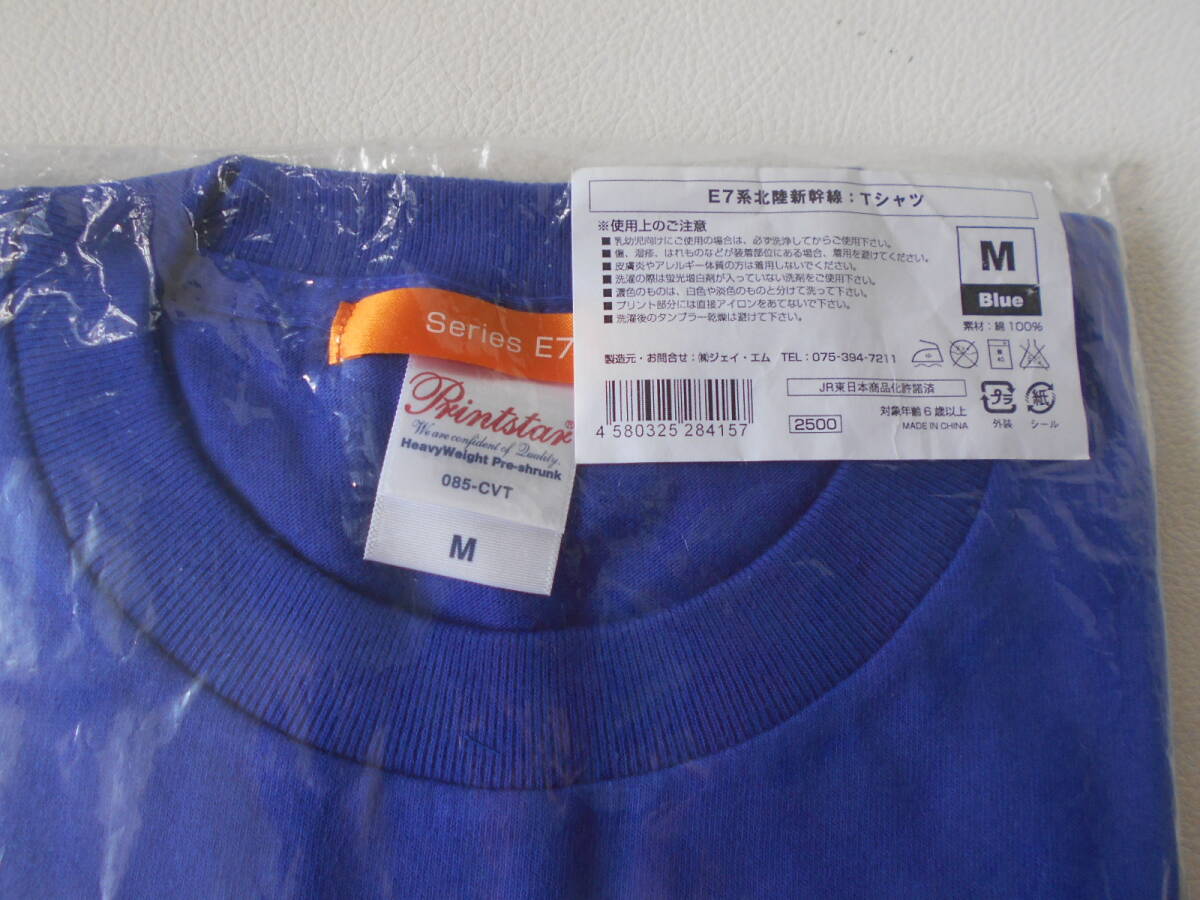 E7系北陸新幹線：Tシャツ
※使用上のご注意
■乳幼児向けにご使用の場合は、必ず洗浄してからご使用下さい。
■傷、湿疹、はれものなどが装着部位にある場合、着用を避けてください。
■皮膚炎やアレルギー体質の方は着用しないでください。
■洗濯の際は蛍光増白剤が入っていない洗剤をご使用下さい。
■濃色のものは、白色や淡色のものと分けて洗って下さい。
■プリント部分には直接アイロンをあてないで下さい。
■洗濯後のタンブラー乾燥は避けて下さい。
M
Blue
素材：綿 100%
製造元・お問合せ：㈱ジェイ・エム TEL：075-394-7211
40
JR東日本商品化許諾済
2500
対象年齢6歳以上
MADE IN CHINA
プラ
外装
紙
シール
4 580325 284157
Series E7
Printstar®
We are confident of Quality.
HeavyWeight Pre-shrunk
085-CVT
M